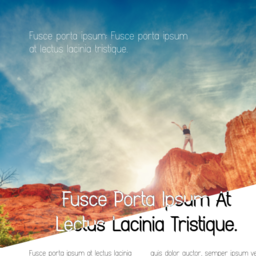 Fusce porta ipsum. Fusce porta ipsum
at lectus lacinia tristique.
Fusce Porta Ipsum At
Lectus Lacinia Tristique.
Fusce porta ipsum at lectus lacinia
quis dolor auctor, semper ipsum ve